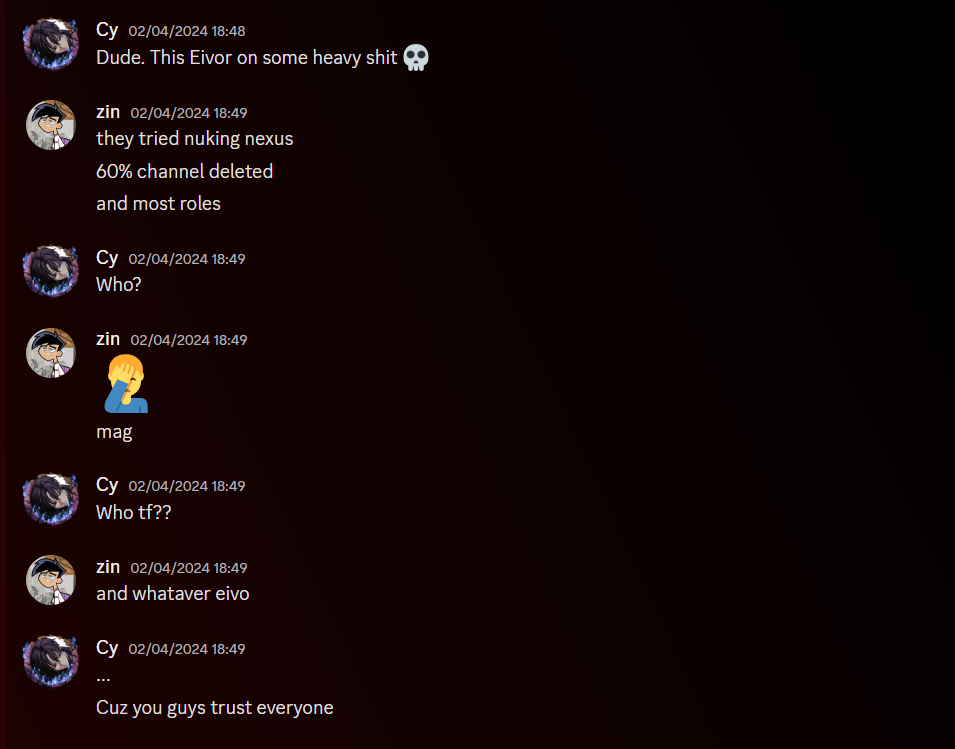 Cy 02/04/2024 18:48
Dude. This Eivor on some heavy shit 💀
zin 02/04/2024 18:49
they tried nuking nexus
60% channel deleted
and most roles
Cy 02/04/2024 18:49
Who?
zin 02/04/2024 18:49
🤦‍♂️
mag
Cy 02/04/2024 18:49
Who tf??
zin 02/04/2024 18:49
and whataver eivo
Cy 02/04/2024 18:49
...
Cuz you guys trust everyone